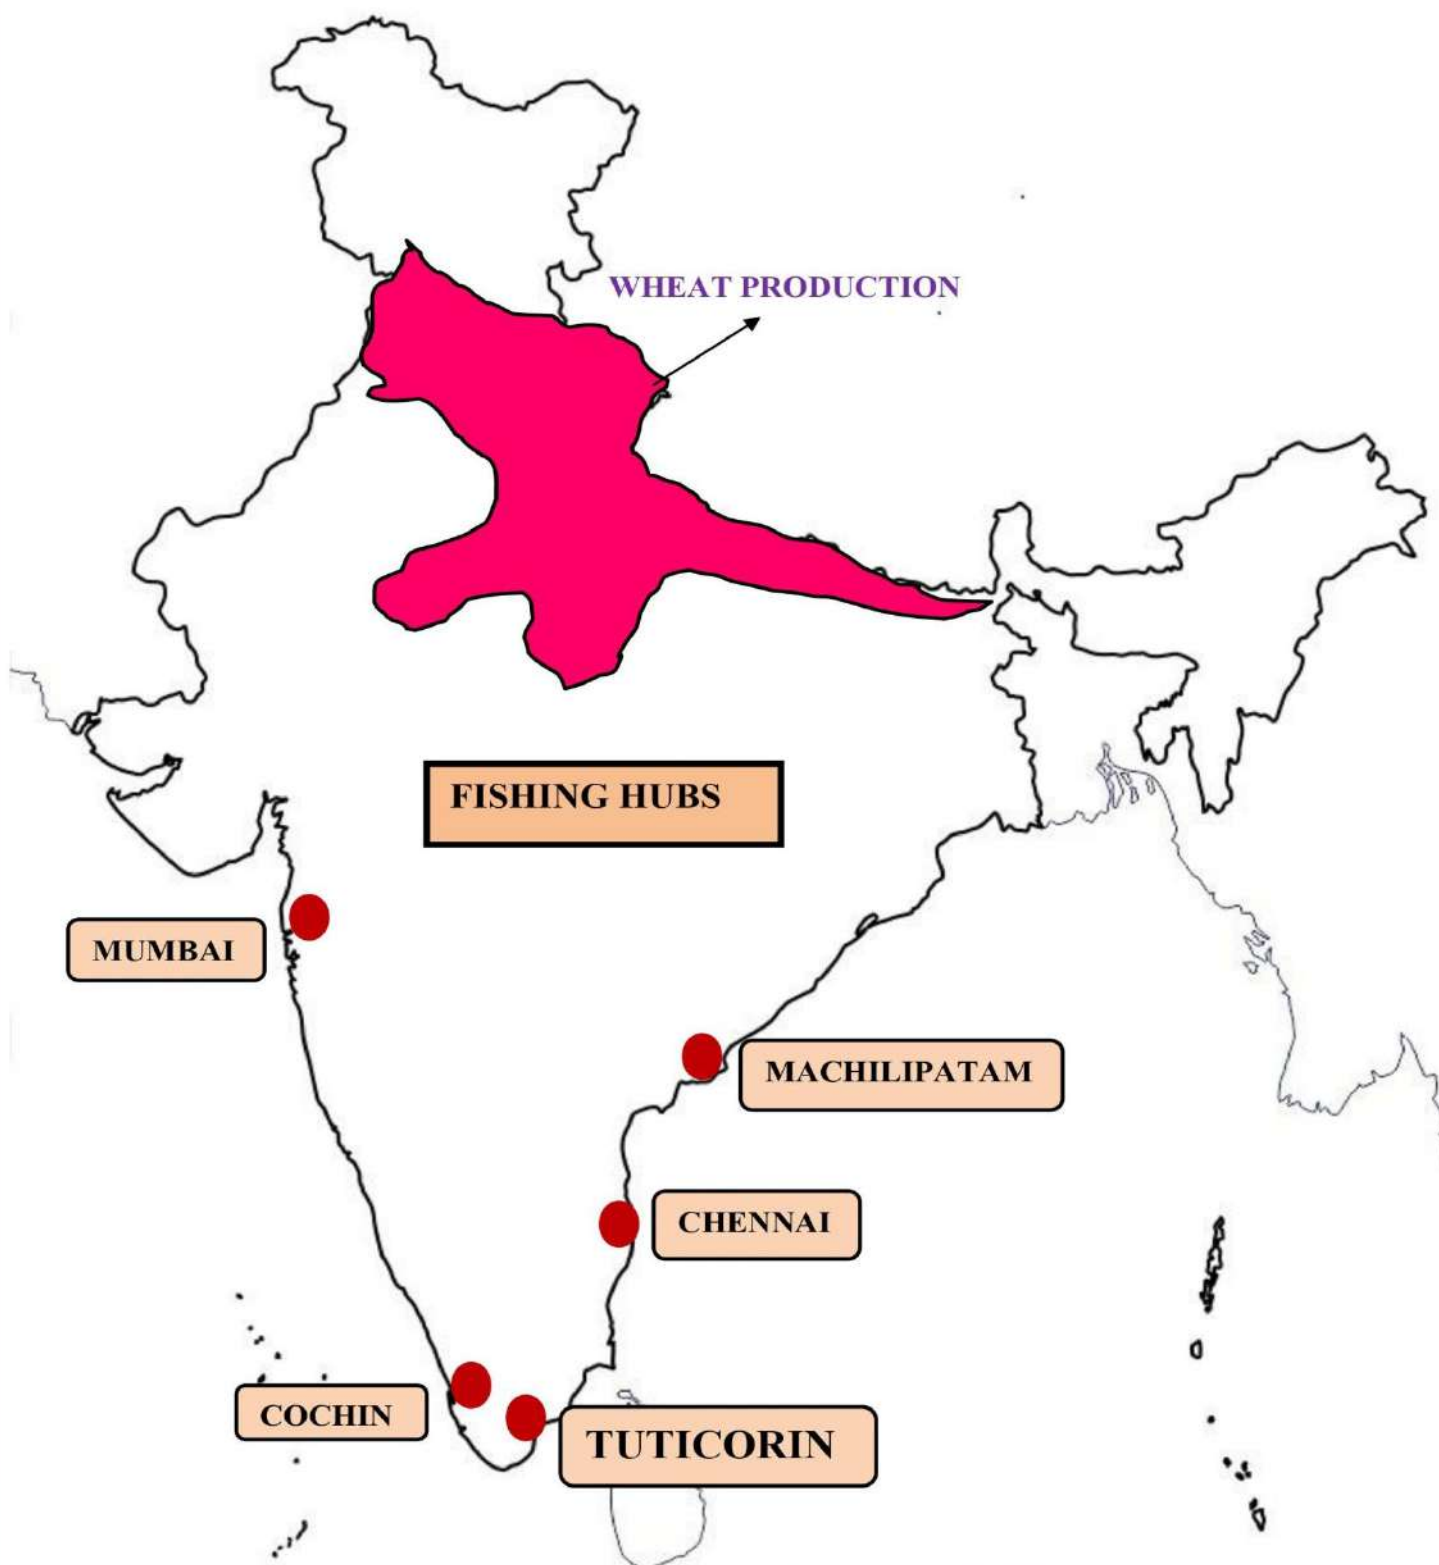 WHEAT PRODUCTION
FISHING HUBS
MUMBAI
MACHILIPATAM
CHENNAI
COCHIN
TUTICORIN